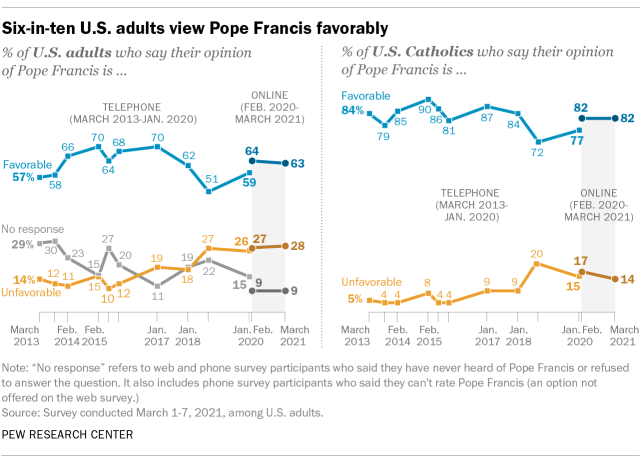 Six-in-ten U.S. adults view Pope Francis favorably
% of U.S. adults who say their opinion
of Pope Francis is ...
TELEPHONE
(MARCH 2013-JAN. 2020)
ONLINE
(FEB. 2020-
MARCH 2021)
Favorable
57%
58
66
70
64
68
70
62
51
59
64
63
No response
29%
30
23
15
27
20
11
19
22
15
9
9
14%
Unfavorable
12
11
15
10
12
19
18
27
26
27
28
March
2013
Feb.
2014
Feb.
2015
Jan.
2017
Jan.
2018
Jan.
2020
Feb.
March
2021
% of U.S. Catholics who say their opinion
of Pope Francis is ...
Favorable
84%
79
85
90
86
81
87
84
72
77
82
82
TELEPHONE
(MARCH 2013-
JAN. 2020)
ONLINE
(FEB. 2020-
MARCH 2021)
Unfavorable
5%
4
4
8
4
4
9
9
20
15
17
14
March
2013
Feb.
2014
Feb.
2015
Jan.
2017
Jan.
2018
Jan.
2020
Feb.
March
2021
Note: “No response” refers to web and phone survey participants who said they have never heard of Pope Francis or refused
to answer the question. It also includes phone survey participants who said they can't rate Pope Francis (an option not
offered on the web survey.)
Source: Survey conducted March 1-7, 2021, among U.S. adults.
PEW RESEARCH CENTER